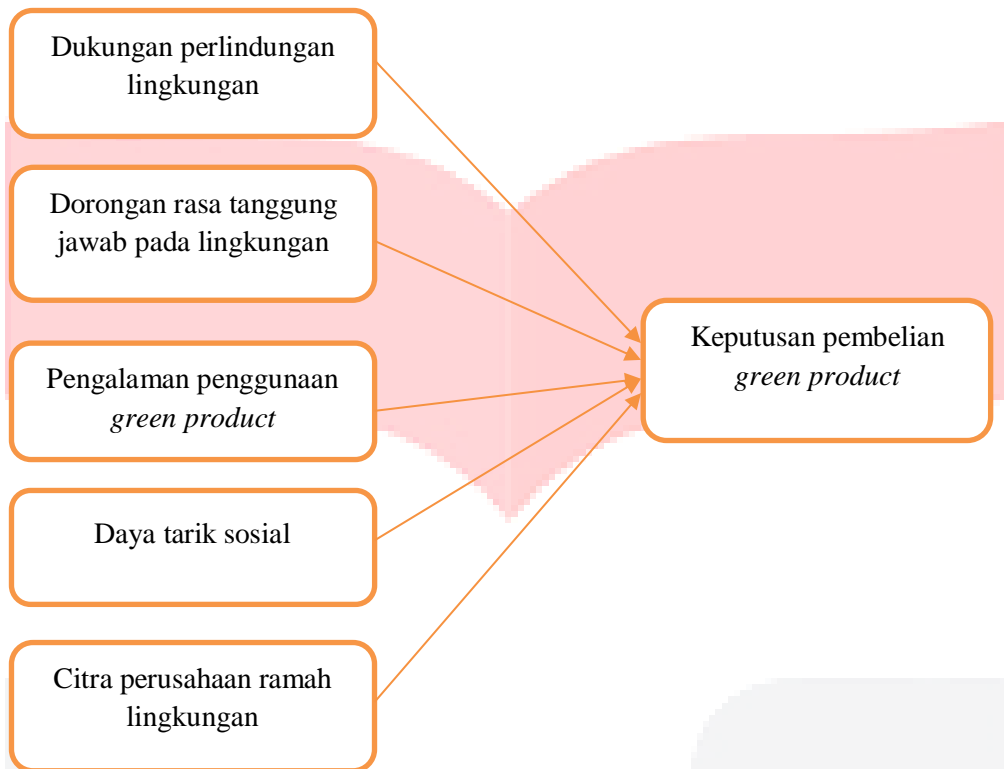 Dukungan perlindungan
lingkungan
Dorongan rasa tanggung
jawab pada lingkungan
Pengalaman penggunaan
green product
Daya tarik sosial
Citra perusahaan ramah
lingkungan
Keputusan pembelian
green product